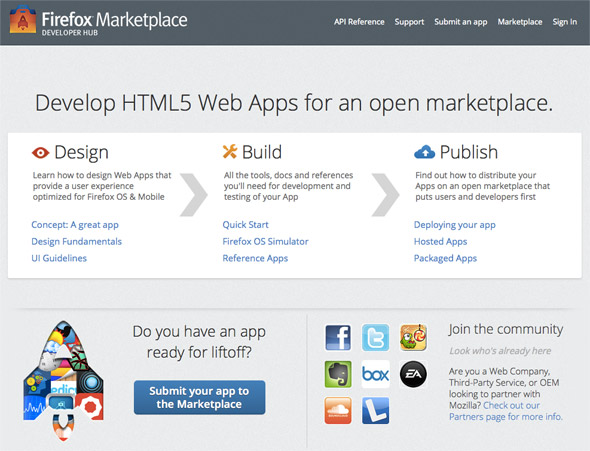 Firefox Marketplace
DEVELOPER HUB
API Reference Support Submit an app Marketplace Sign In
Develop HTML5 Web Apps for an open marketplace.
Design
Learn how to design Web Apps that
provide a user experience
optimized for Firefox OS & Mobile
Concept: A great app
Design Fundamentals
UI Guidelines
Build
All the tools, docs and references
you'll need for development and
testing of your App
Quick Start
Firefox OS Simulator
Reference Apps
Publish
Find out how to distribute your
Apps on an open marketplace that
puts users and developers first
Deploying your app
Hosted Apps
Packaged Apps
Do you have an app
ready for liftoff?
Submit your app to
the Marketplace
box
EA
SOUNDCLOUD
Join the community
Look who's already here
Are you a Web Company,
Third-Party Service, or OEM
looking to partner with
Mozilla? Check out our
Partners page for more info.